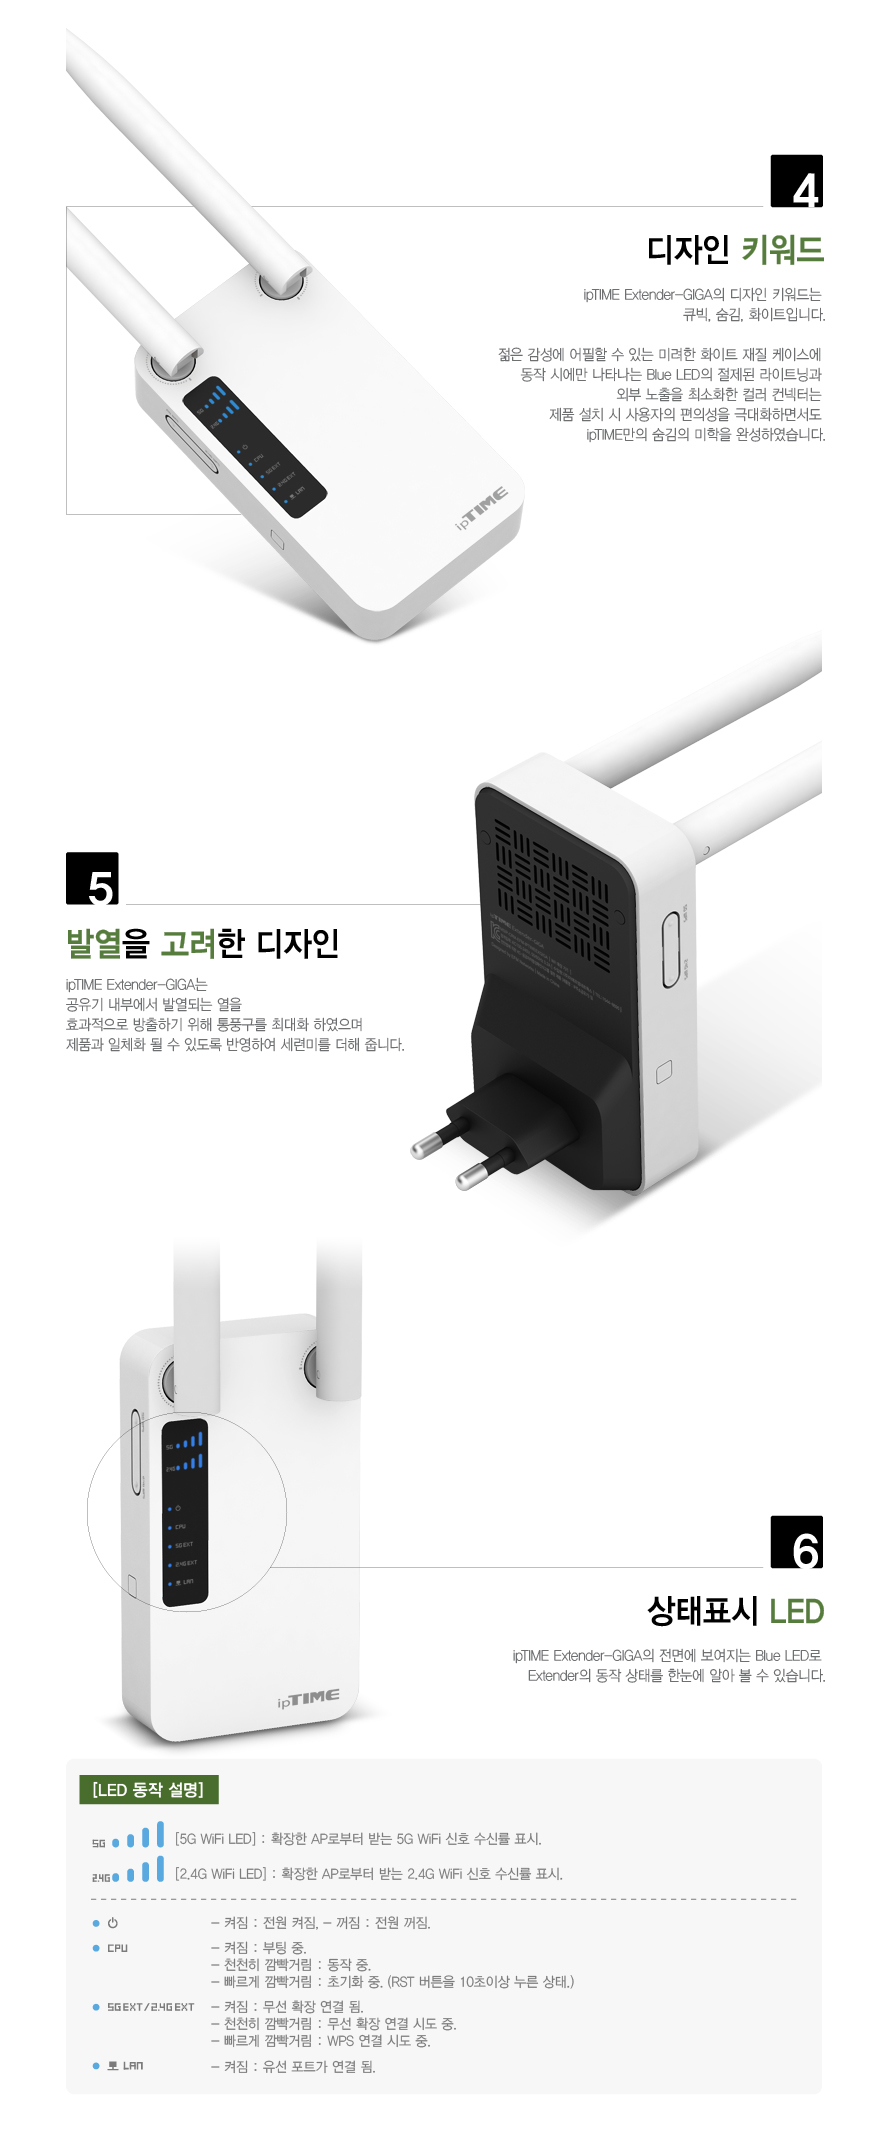 4
디자인 키워드
ipTIME Extender-GIGA의 디자인 키워드는
큐빅, 숨김, 화이트입니다.
젊은 감성에 어필할 수 있는 미려한 화이트 재질 케이스에
동작 시에만 나타나는 Blue LED의 절제된 라이트닝과
외부 노출을 최소화한 컬러 컨넥터는
제품 설치 시 사용자의 편의성을 극대화하면서도
ipTIME만의 숨김의 미학을 완성하였습니다.
5G
2.4G
CPU
5G EXT
2.4G EXT
LAN
ipTIME
5
발열을 고려한 디자인
ipTIME Extender-GIGA는
공유기 내부에서 발열되는 열을
효과적으로 방출하기 위해 통풍구를 최대화 하였으며
제품과 일체화 될 수 있도록 반영하여 세련미를 더해 줍니다.
5G
2.4G
CPU
5G EXT
2.4G EXT
LAN
ipTIME
6
상태표시 LED
ipTIME Extender-GIGA의 전면에 보여지는 Blue LED로
Extender의 동작 상태를 한눈에 알아 볼 수 있습니다.
[LED 동작 설명]
5G [5G WiFi LED] : 확장한 AP로부터 받는 5G WiFi 신호 수신률 표시.
2.4G [2.4G WiFi LED] : 확장한 AP로부터 받는 2.4G WiFi 신호 수신률 표시.
- 켜짐 : 전원 켜짐, - 꺼짐 : 전원 꺼짐.
CPU - 켜짐 : 부팅 중.
- 천천히 깜빡거림 : 동작 중.
- 빠르게 깜빡거림 : 초기화 중. (RST 버튼을 10초이상 누른 상태.)
5G EXT / 2.4G EXT - 켜짐 : 무선 확장 연결 됨.
- 천천히 깜빡거림 : 무선 확장 연결 시도 중.
- 빠르게 깜빡거림 : WPS 연결 시도 중.
LAN - 켜짐 : 유선 포트가 연결 됨.